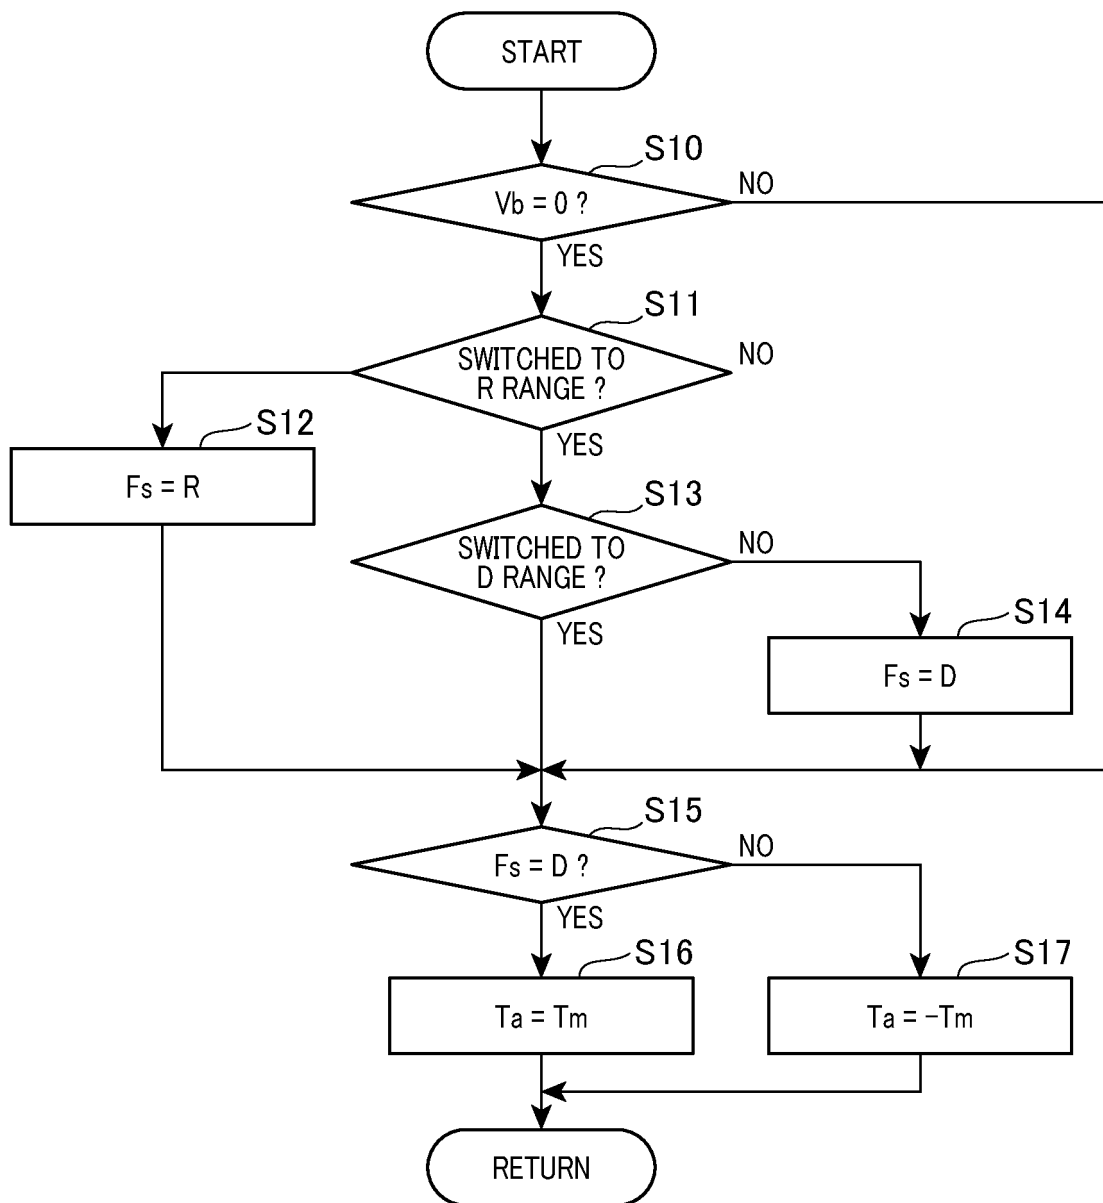 START
S10
Vb = 0 ?
NO
YES
S11
SWITCHED TO
R RANGE ?
NO
YES
S12
Fs = R
S13
SWITCHED TO
D RANGE ?
NO
YES
S14
Fs = D
S15
Fs = D ?
NO
YES
S16
Ta = Tm
S17
Ta = −Tm
RETURN